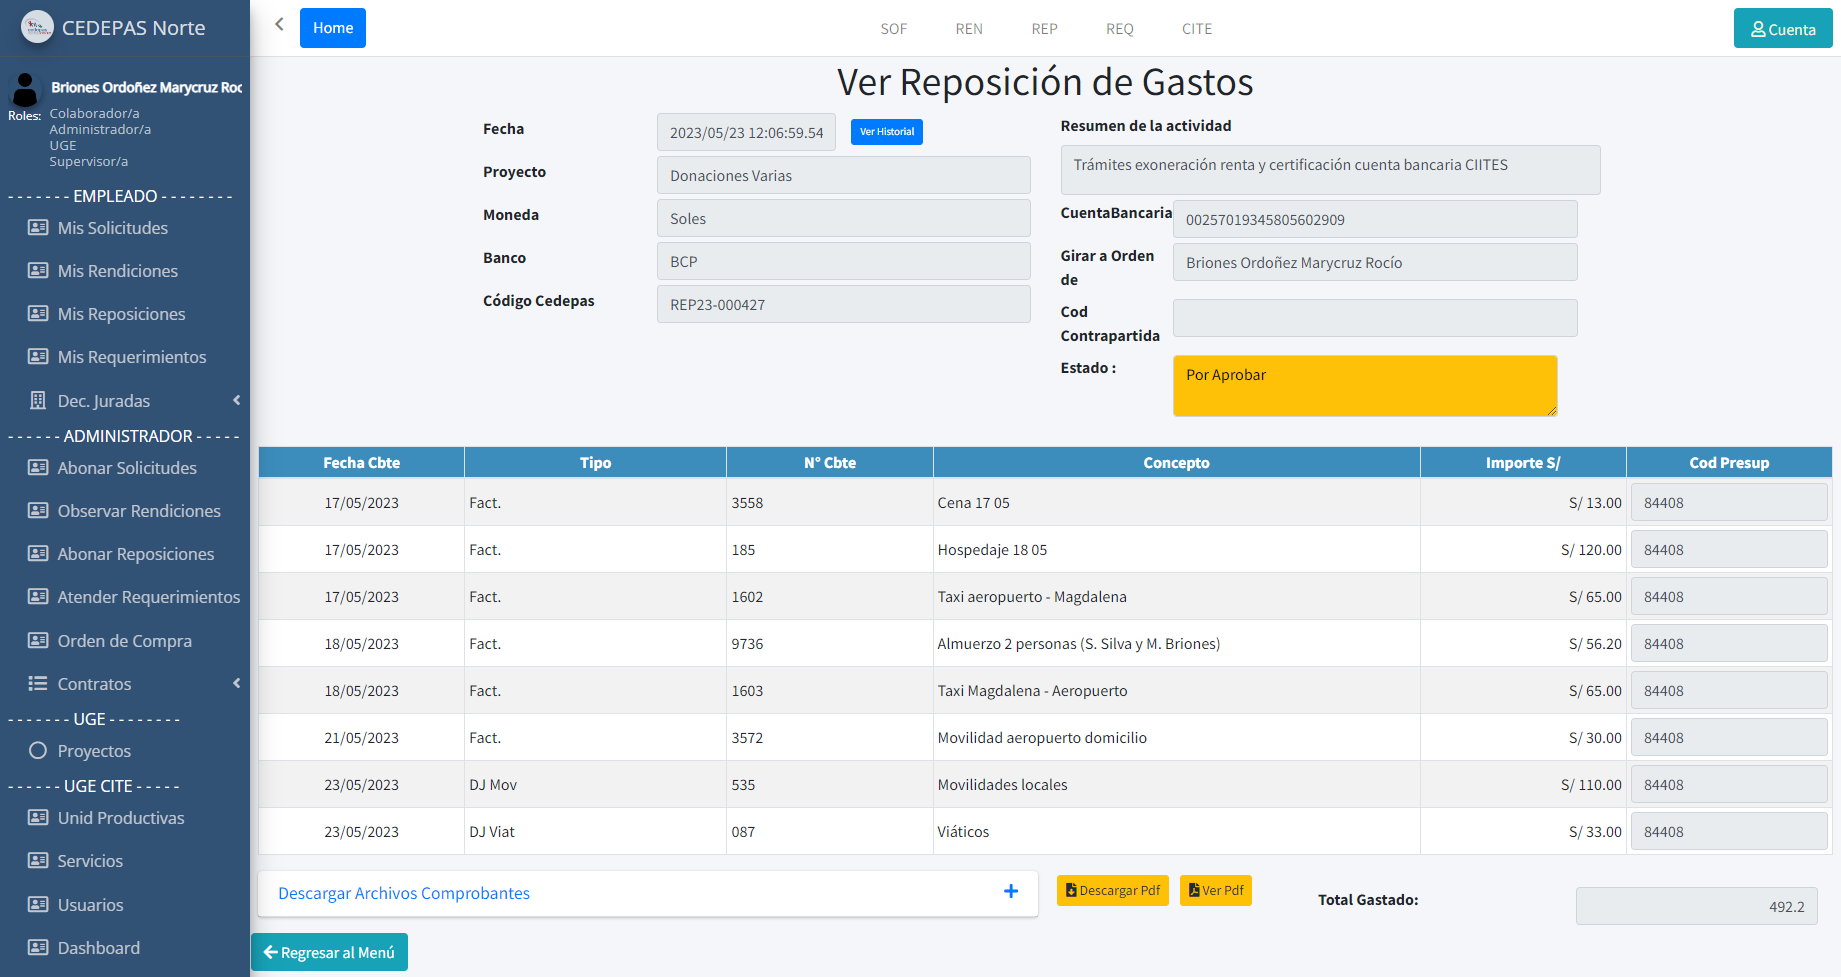 CEDEPAS Norte
Home
SOF
REN
REP
REQ
CITE
Cuenta
Briones Ordoñez Marycruz Roc
Roles:
Colaborador/a
Administrador/a
UGE
Supervisor/a
- - - - - - - EMPLEADO - - - - - - - -
Mis Solicitudes
Mis Rendiciones
Mis Reposiciones
Mis Requerimientos
Dec. Juradas
- - - - - - ADMINISTRADOR - - - - -
Abonar Solicitudes
Observar Rendiciones
Abonar Reposiciones
Atender Requerimientos
Orden de Compra
Contratos
- - - - - - - UGE - - - - - - - -
Proyectos
- - - - - - UGE CITE - - - - -
Unid Productivas
Servicios
Usuarios
Dashboard
Ver Reposición de Gastos
Fecha 2023/05/23 12:06:59.54 Ver Historial
Proyecto Donaciones Varias
Moneda Soles
Banco BCP
Código Cedepas REP23-000427
Resumen de la actividad
Trámites exoneración renta y certificación cuenta bancaria CIITES
CuentaBancaria 00257019345805602909
Girar a Orden de Briones Ordoñez Marycruz Rocío
Cod Contrapartida
Estado : Por Aprobar
Fecha Cbte Tipo N° Cbte Concepto Importe S/ Cod Presup
17/05/2023 Fact. 3558 Cena 17 05 S/ 13.00 84408
17/05/2023 Fact. 185 Hospedaje 18 05 S/ 120.00 84408
17/05/2023 Fact. 1602 Taxi aeropuerto - Magdalena S/ 65.00 84408
18/05/2023 Fact. 9736 Almuerzo 2 personas (S. Silva y M. Briones) S/ 56.20 84408
18/05/2023 Fact. 1603 Taxi Magdalena - Aeropuerto S/ 65.00 84408
21/05/2023 Fact. 3572 Movilidad aeropuerto domicilio S/ 30.00 84408
23/05/2023 DJ Mov 535 Movilidades locales S/ 110.00 84408
23/05/2023 DJ Viat 087 Viáticos S/ 33.00 84408
Descargar Archivos Comprobantes
Descargar Pdf
Ver Pdf
Total Gastado: 492.2
Regresar al Menú